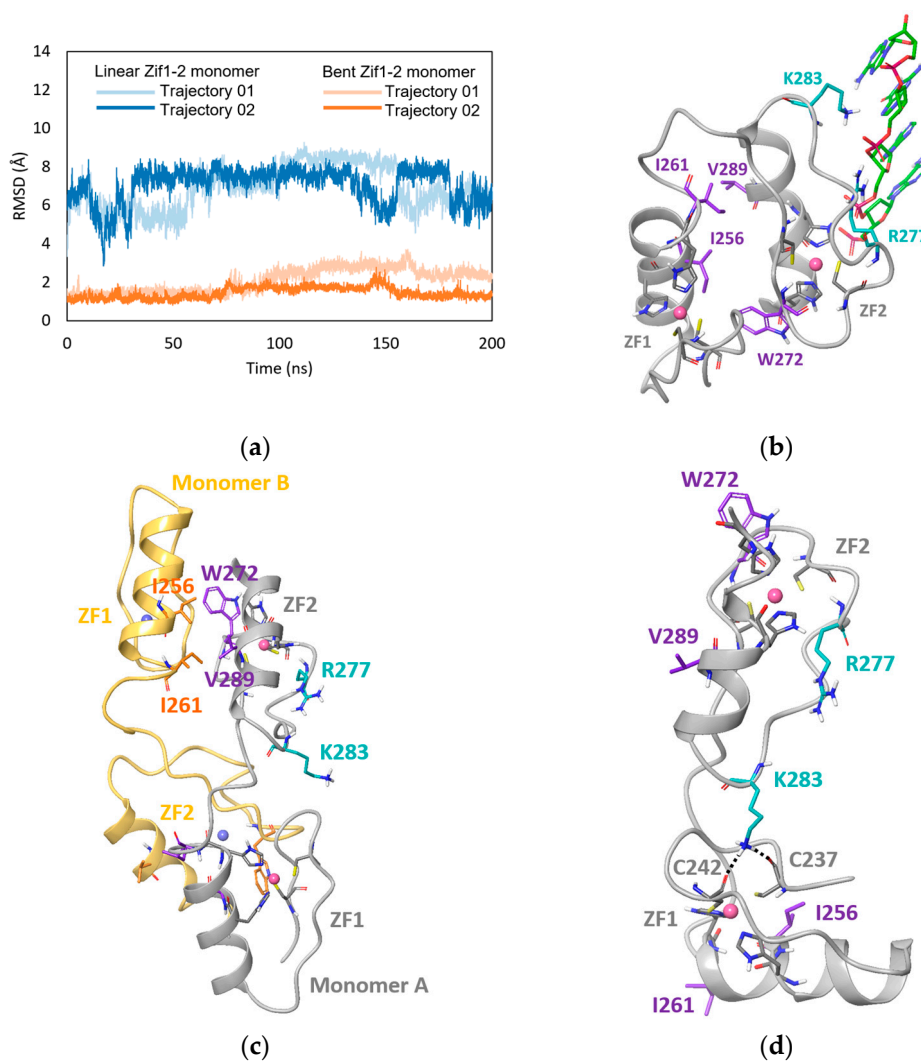 (a)
14
12
10
8
6
4
2
0
RMSD (Å)
Linear Zif1-2 monomer
Trajectory 01
Trajectory 02
Bent Zif1-2 monomer
Trajectory 01
Trajectory 02
0
50
100
150
200
Time (ns)
K283
I261
V289
I256
R277
ZF1
ZF2
W272
(a)
(b)
Monomer B
I256
W272
ZF2
ZF1
V289
R277
I261
K283
ZF2
ZF1
Monomer A
W272
ZF2
V289
R277
K283
C242
C237
ZF1
I256
I261
(c)
(d)